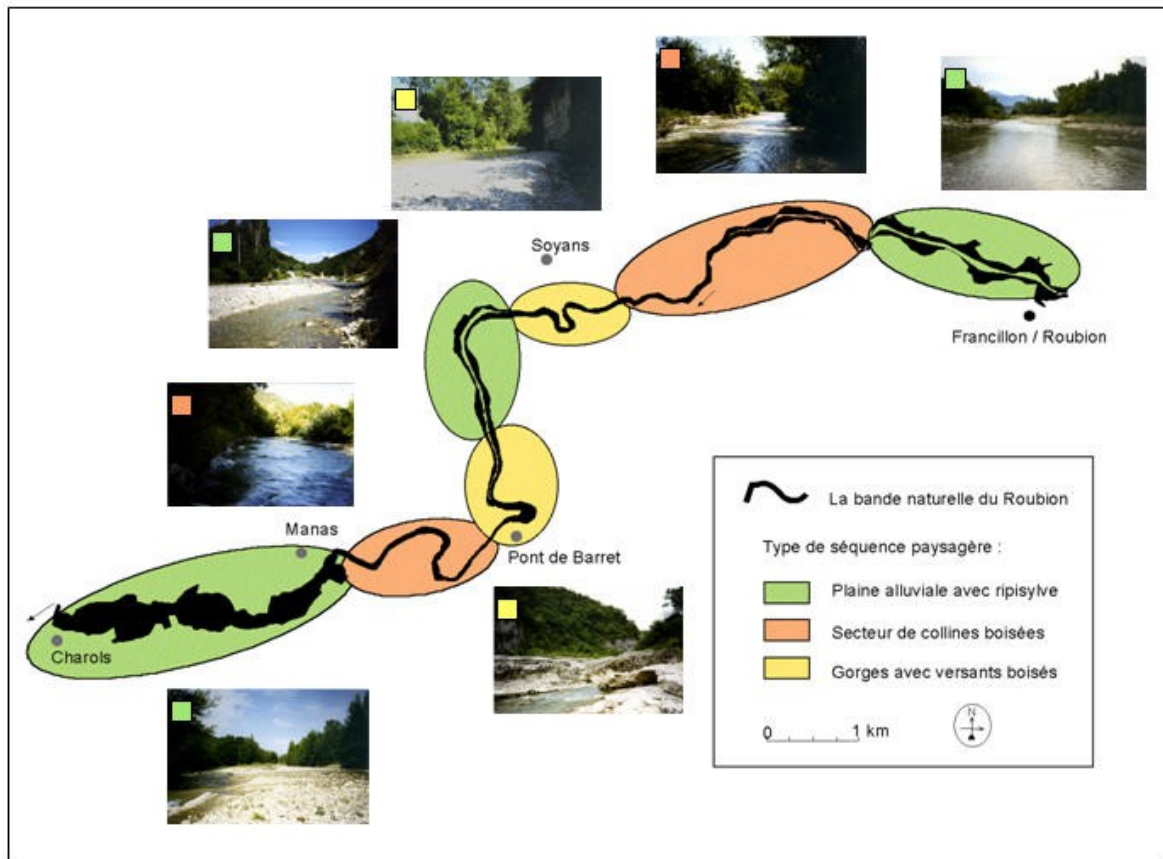 Soyans
Francillon / Roubion
Manas
Pont de Barret
Charols
La bande naturelle du Roubion
Type de séquence paysagère :
Plaine alluviale avec ripisylve
Secteur de collines boisées
Gorges avec versants boisés
0 1 km
N